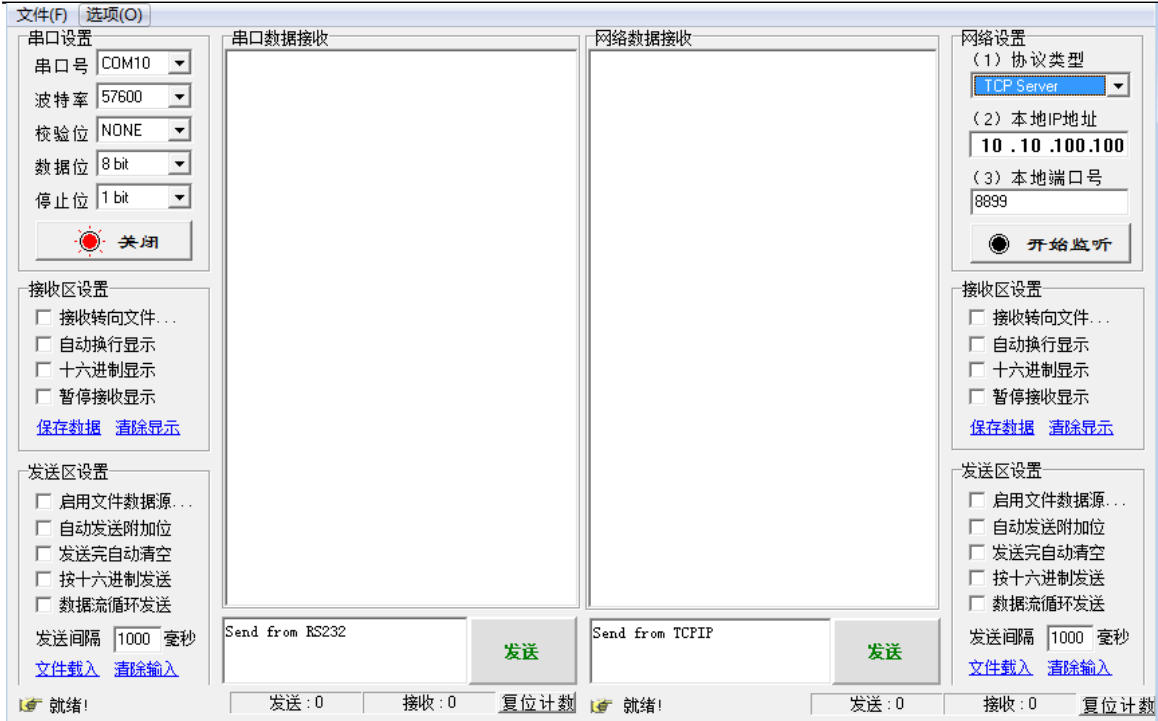 文件(F) 选项(O)
串口设置
串口号 COM10
波特率 57600
校验位 NONE
数据位 8 bit
停止位 1 bit
关闭
接收区设置
接收转向文件...
自动换行显示
十六进制显示
暂停接收显示
保存数据 清除显示
发送区设置
启用文件数据源...
自动发送附加位
发送完自动清空
按十六进制发送
数据流循环发送
发送间隔 1000 毫秒
文件载入 清除输入
串口数据接收
Send from RS232
发送
网络数据接收
Send from TCPIP
发送
网络设置
(1) 协议类型
TCP Server
(2) 本地IP地址
10 .10 .100.100
(3) 本地端口号
8899
开始监听
接收区设置
接收转向文件...
自动换行显示
十六进制显示
暂停接收显示
保存数据 清除显示
发送区设置
启用文件数据源...
自动发送附加位
发送完自动清空
按十六进制发送
数据流循环发送
发送间隔 1000 毫秒
文件载入 清除输入
就绪! 发送:0 接收:0 复位计数 就绪! 发送:0 接收:0 复位计数